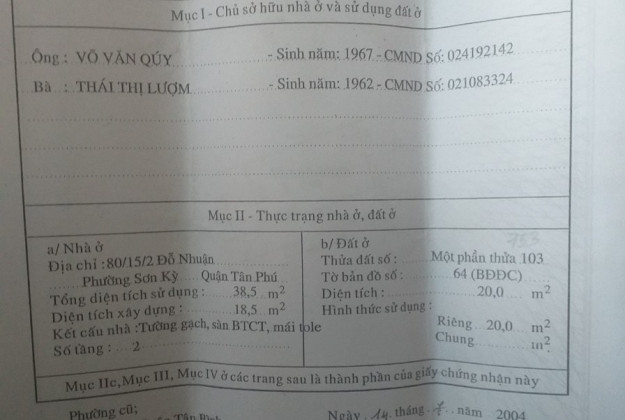 Mục I - Chủ sở hữu nhà ở và sử dụng đất ở
Ông : VÕ VĂN QÚY - Sinh năm: 1967 - CMND Số: 024192142
Bà : THÁI THỊ LƯỢM - Sinh năm: 1962 - CMND Số: 021083324
Mục II - Thực trạng nhà ở, đất ở
a/ Nhà ở
Địa chỉ : 80/15/2 Đỗ Nhuận
Phường Sơn Kỳ Quận Tân Phú
Tổng diện tích sử dụng : 38,5 m2
Diện tích xây dựng : 18,5 m2
Kết cấu nhà : Tường gạch, sàn BTCT, mái tole
Số tầng : 2
b/ Đất ở
Thửa đất số : Một phần thửa 103
Tờ bản đồ số : 64 (BĐĐC)
Diện tích : 20,0 m2
Hình thức sử dụng :
Riêng 20,0 m2
Chung m2
Mục IIc, Mục III, Mục IV ở các trang sau là thành phần của giấy chứng nhận này
Phường cũ;
Ngày 14 tháng 7 năm 2004